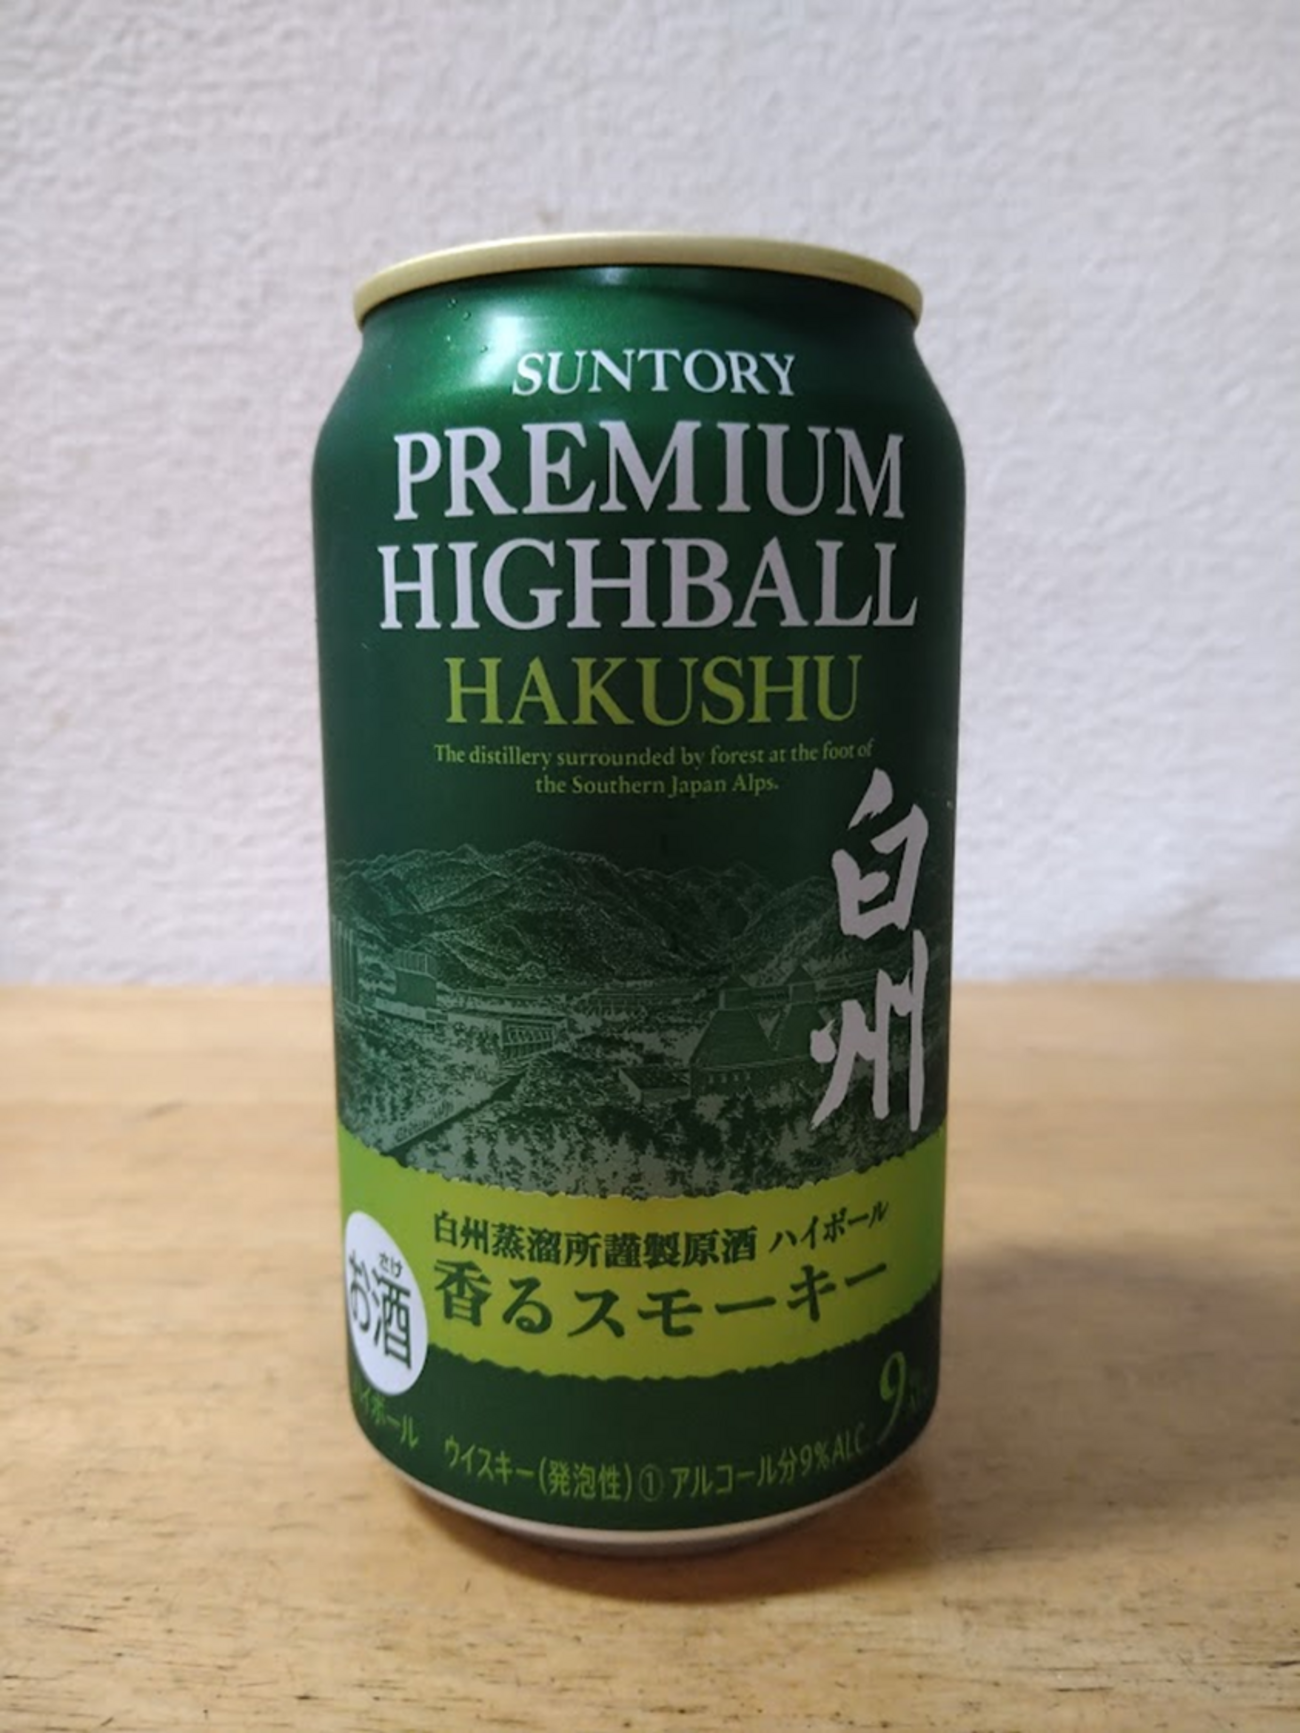 SUNTORY
PREMIUM
HIGHBALL
HAKUSHU
The distillery surrounded by forest at the foot of
the Southern Japan Alps.
白州
白州蒸溜所謹製原酒 ハイボール
香るスモーキー
さけ
お酒
9
イボール
ウイスキー(発泡性)① アルコール分9% ALC.